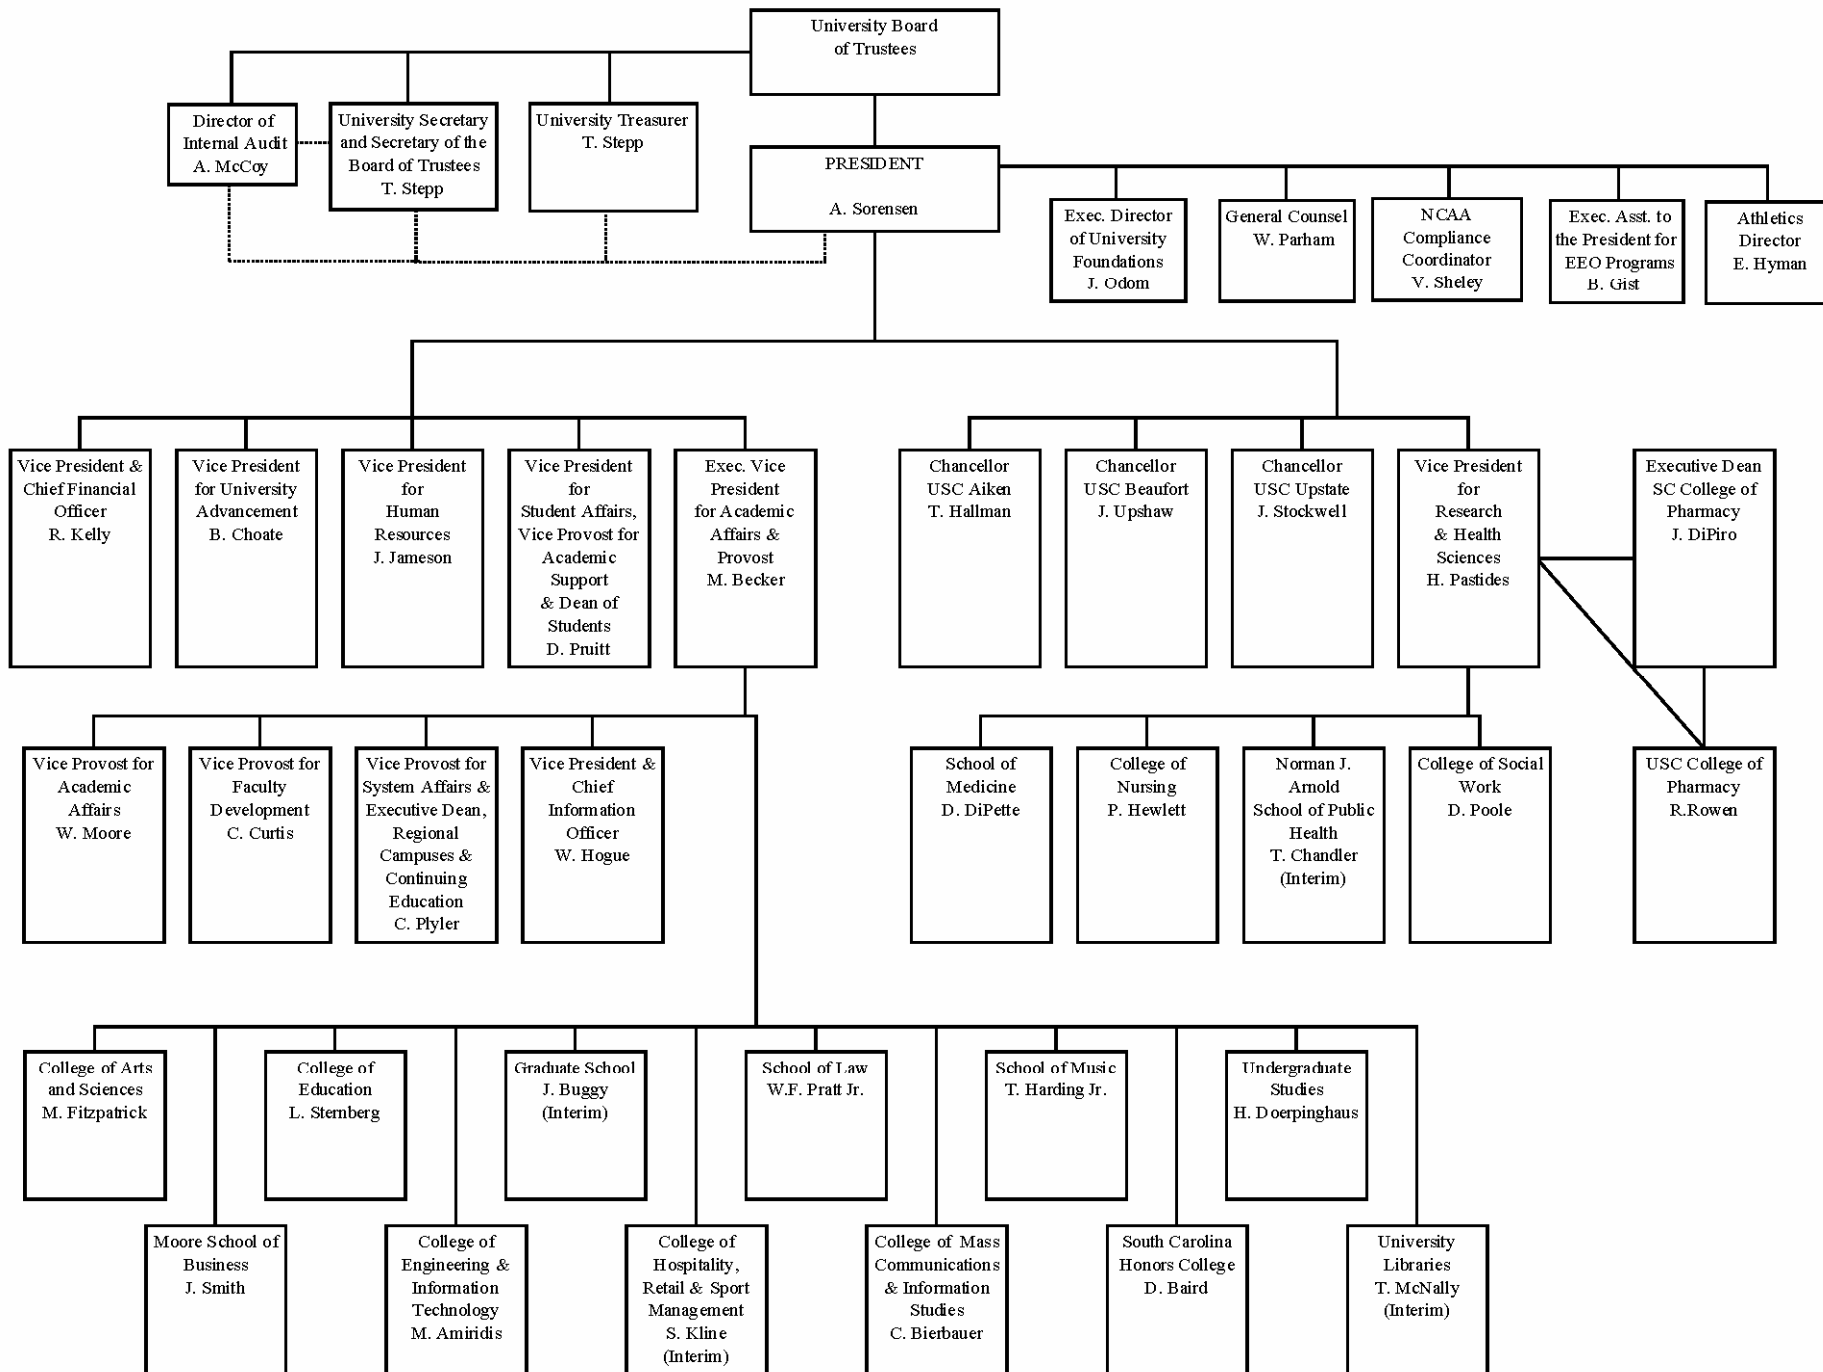 University Board
of Trustees
Director of
Internal Audit
A. McCoy
University Secretary
and Secretary of the
Board of Trustees
T. Stepp
University Treasurer
T. Stepp
PRESIDENT
A. Sorensen
Exec. Director
of University
Foundations
J. Odom
General Counsel
W. Parham
NCAA
Compliance
Coordinator
V. Sheley
Exec. Asst. to
the President for
EEO Programs
B. Gist
Athletics
Director
E. Hyman
Vice President &
Chief Financial
Officer
R. Kelly
Vice President
for University
Advancement
B. Choate
Vice President
for
Human
Resources
J. Jameson
Vice President
for
Student Affairs,
Vice Provost for
Academic
Support
& Dean of
Students
D. Pruitt
Exec. Vice
President
for Academic
Affairs &
Provost
M. Becker
Chancellor
USC Aiken
T. Hallman
Chancellor
USC Beaufort
J. Upshaw
Chancellor
USC Upstate
J. Stockwell
Vice President
for
Research
& Health
Sciences
H. Pastides
Executive Dean
SC College of
Pharmacy
J. DiPiro
Vice Provost for
Academic
Affairs
W. Moore
Vice Provost for
Faculty
Development
C. Curtis
Vice Provost for
System Affairs &
Executive Dean,
Regional
Campuses &
Continuing
Education
C. Plyler
Vice President &
Chief
Information
Officer
W. Hogue
School of
Medicine
D. DiPette
College of
Nursing
P. Hewlett
Norman J.
Arnold
School of Public
Health
T. Chandler
(Interim)
College of Social
Work
D. Poole
USC College of
Pharmacy
R.Rowen
College of Arts
and Sciences
M. Fitzpatrick
College of
Education
L. Sternberg
Graduate School
J. Buggy
(Interim)
School of Law
W.F. Pratt Jr.
School of Music
T. Harding Jr.
Undergraduate
Studies
H. Doerpinghaus
Moore School of
Business
J. Smith
College of
Engineering &
Information
Technology
M. Amiridis
College of
Hospitality,
Retail & Sport
Management
S. Kline
(Interim)
College of Mass
Communications
& Information
Studies
C. Bierbauer
South Carolina
Honors College
D. Baird
University
Libraries
T. McNally
(Interim)